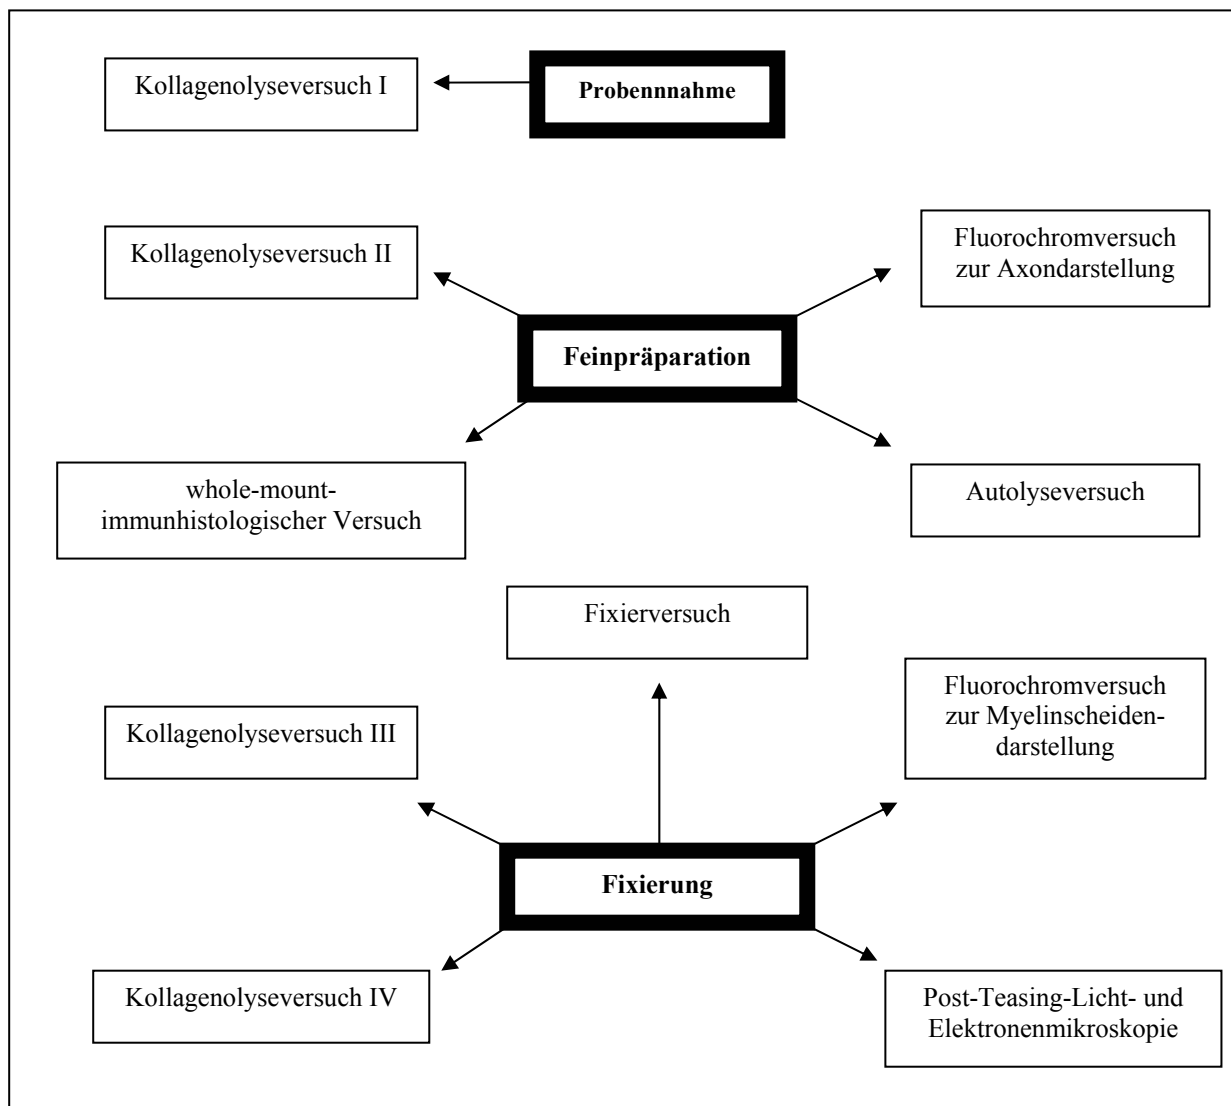 Kollagenolyseversuch I
Probennnahme
Kollagenolyseversuch II
Fluorochromversuch
zur Axondarstellung
Feinpräparation
whole-mount-
immunhistologischer Versuch
Autolyseversuch
Fixierversuch
Kollagenolyseversuch III
Fluorochromversuch
zur Myelinscheiden-
darstellung
Fixierung
Kollagenolyseversuch IV
Post-Teasing-Licht- und
Elektronenmikroskopie